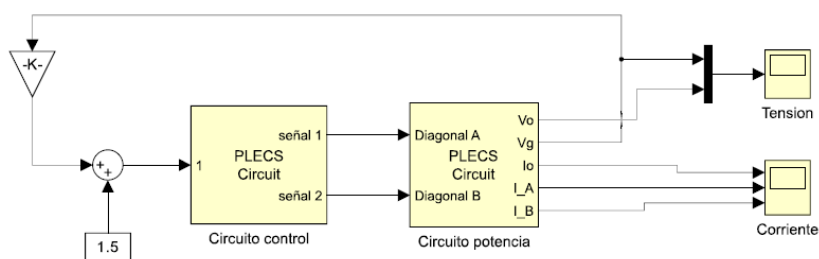 -K-
Tension
señal 1
1
PLECS
Circuit
señal 2
Circuito control
Diagonal A
PLECS
Circuit
Diagonal B
Vo
Vg
Io
I_A
I_B
Circuito potencia
Corriente
1.5